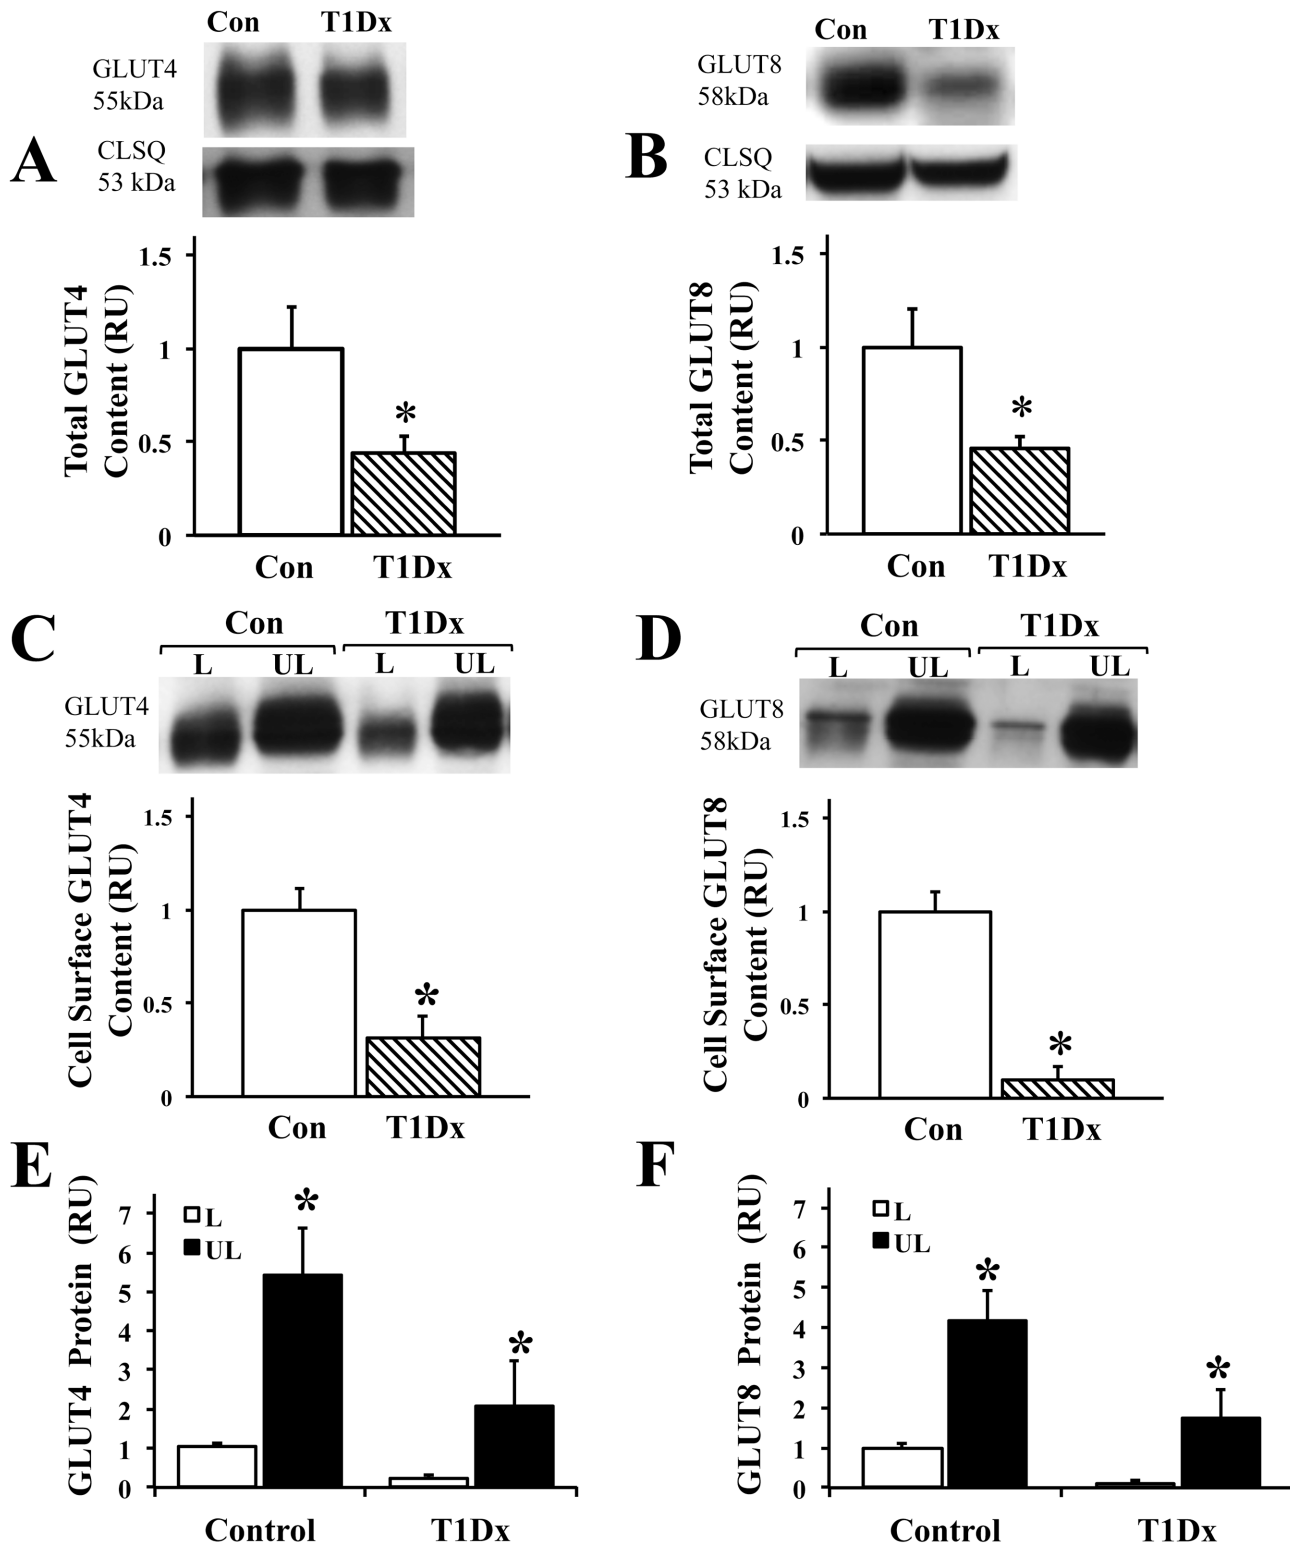 A
Con T1Dx
GLUT4
55kDa
CLSQ
53 kDa
Total GLUT4
Content (RU)
1.5
1
0.5
0
*
Con T1Dx
B
Con T1Dx
GLUT8
58kDa
CLSQ
53 kDa
Total GLUT8
Content (RU)
1.5
1
0.5
0
*
Con T1Dx
C
Con T1Dx
L UL L UL
GLUT4
55kDa
Cell Surface GLUT4
Content (RU)
1.5
1
0.5
0
*
Con T1Dx
D
Con T1Dx
L UL L UL
GLUT8
58kDa
Cell Surface GLUT8
Content (RU)
1.5
1
0.5
0
*
Con T1Dx
E
GLUT4 Protein (RU)
7
6
5
4
3
2
1
0
L
UL
*
*
Control T1Dx
F
GLUT8 Protein (RU)
7
6
5
4
3
2
1
0
L
UL
*
*
Control T1Dx